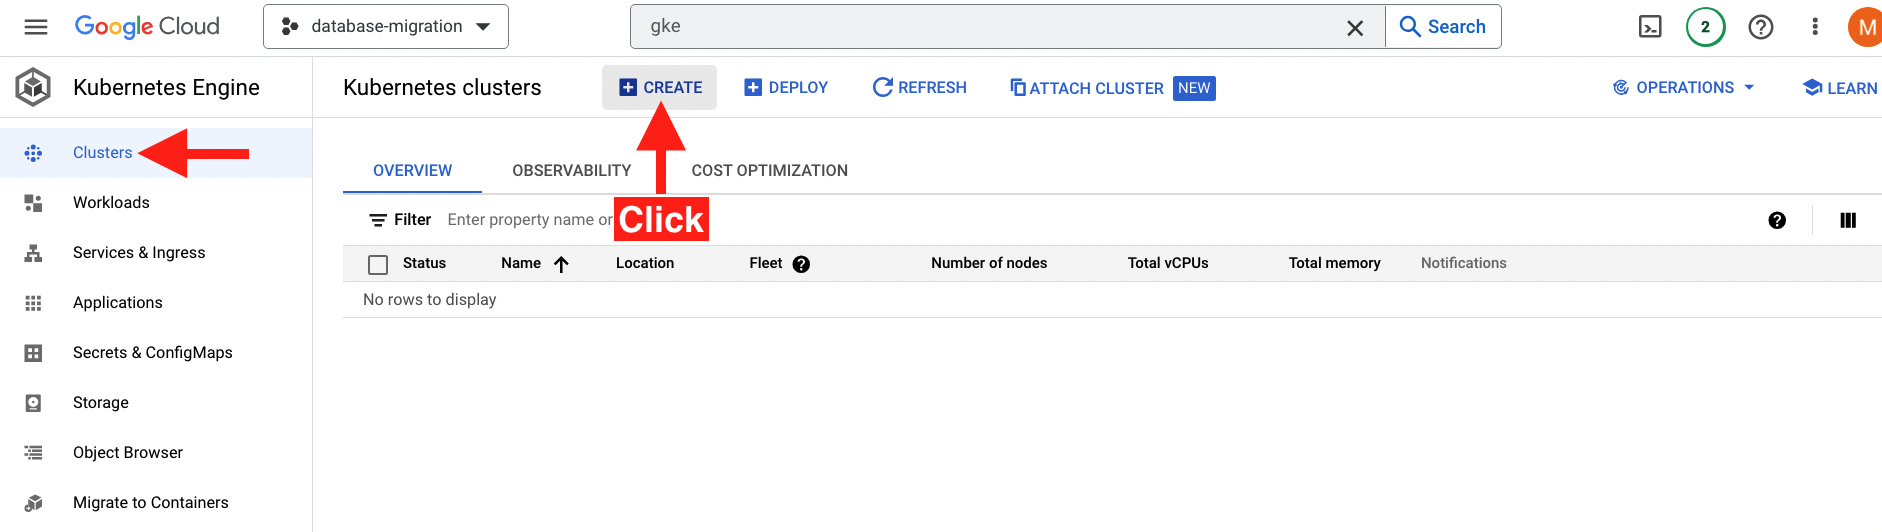 Google Cloud
database-migration
gke
Search
2
M
Kubernetes Engine
Kubernetes clusters
CREATE
DEPLOY
REFRESH
ATTACH CLUSTER NEW
OPERATIONS
LEARN
Clusters
Workloads
Services & Ingress
Applications
Secrets & ConfigMaps
Storage
Object Browser
Migrate to Containers
OVERVIEW OBSERVABILITY COST OPTIMIZATION
Filter Enter property name or
Click
Status Name Location Fleet Number of nodes Total vCPUs Total memory Notifications
No rows to display